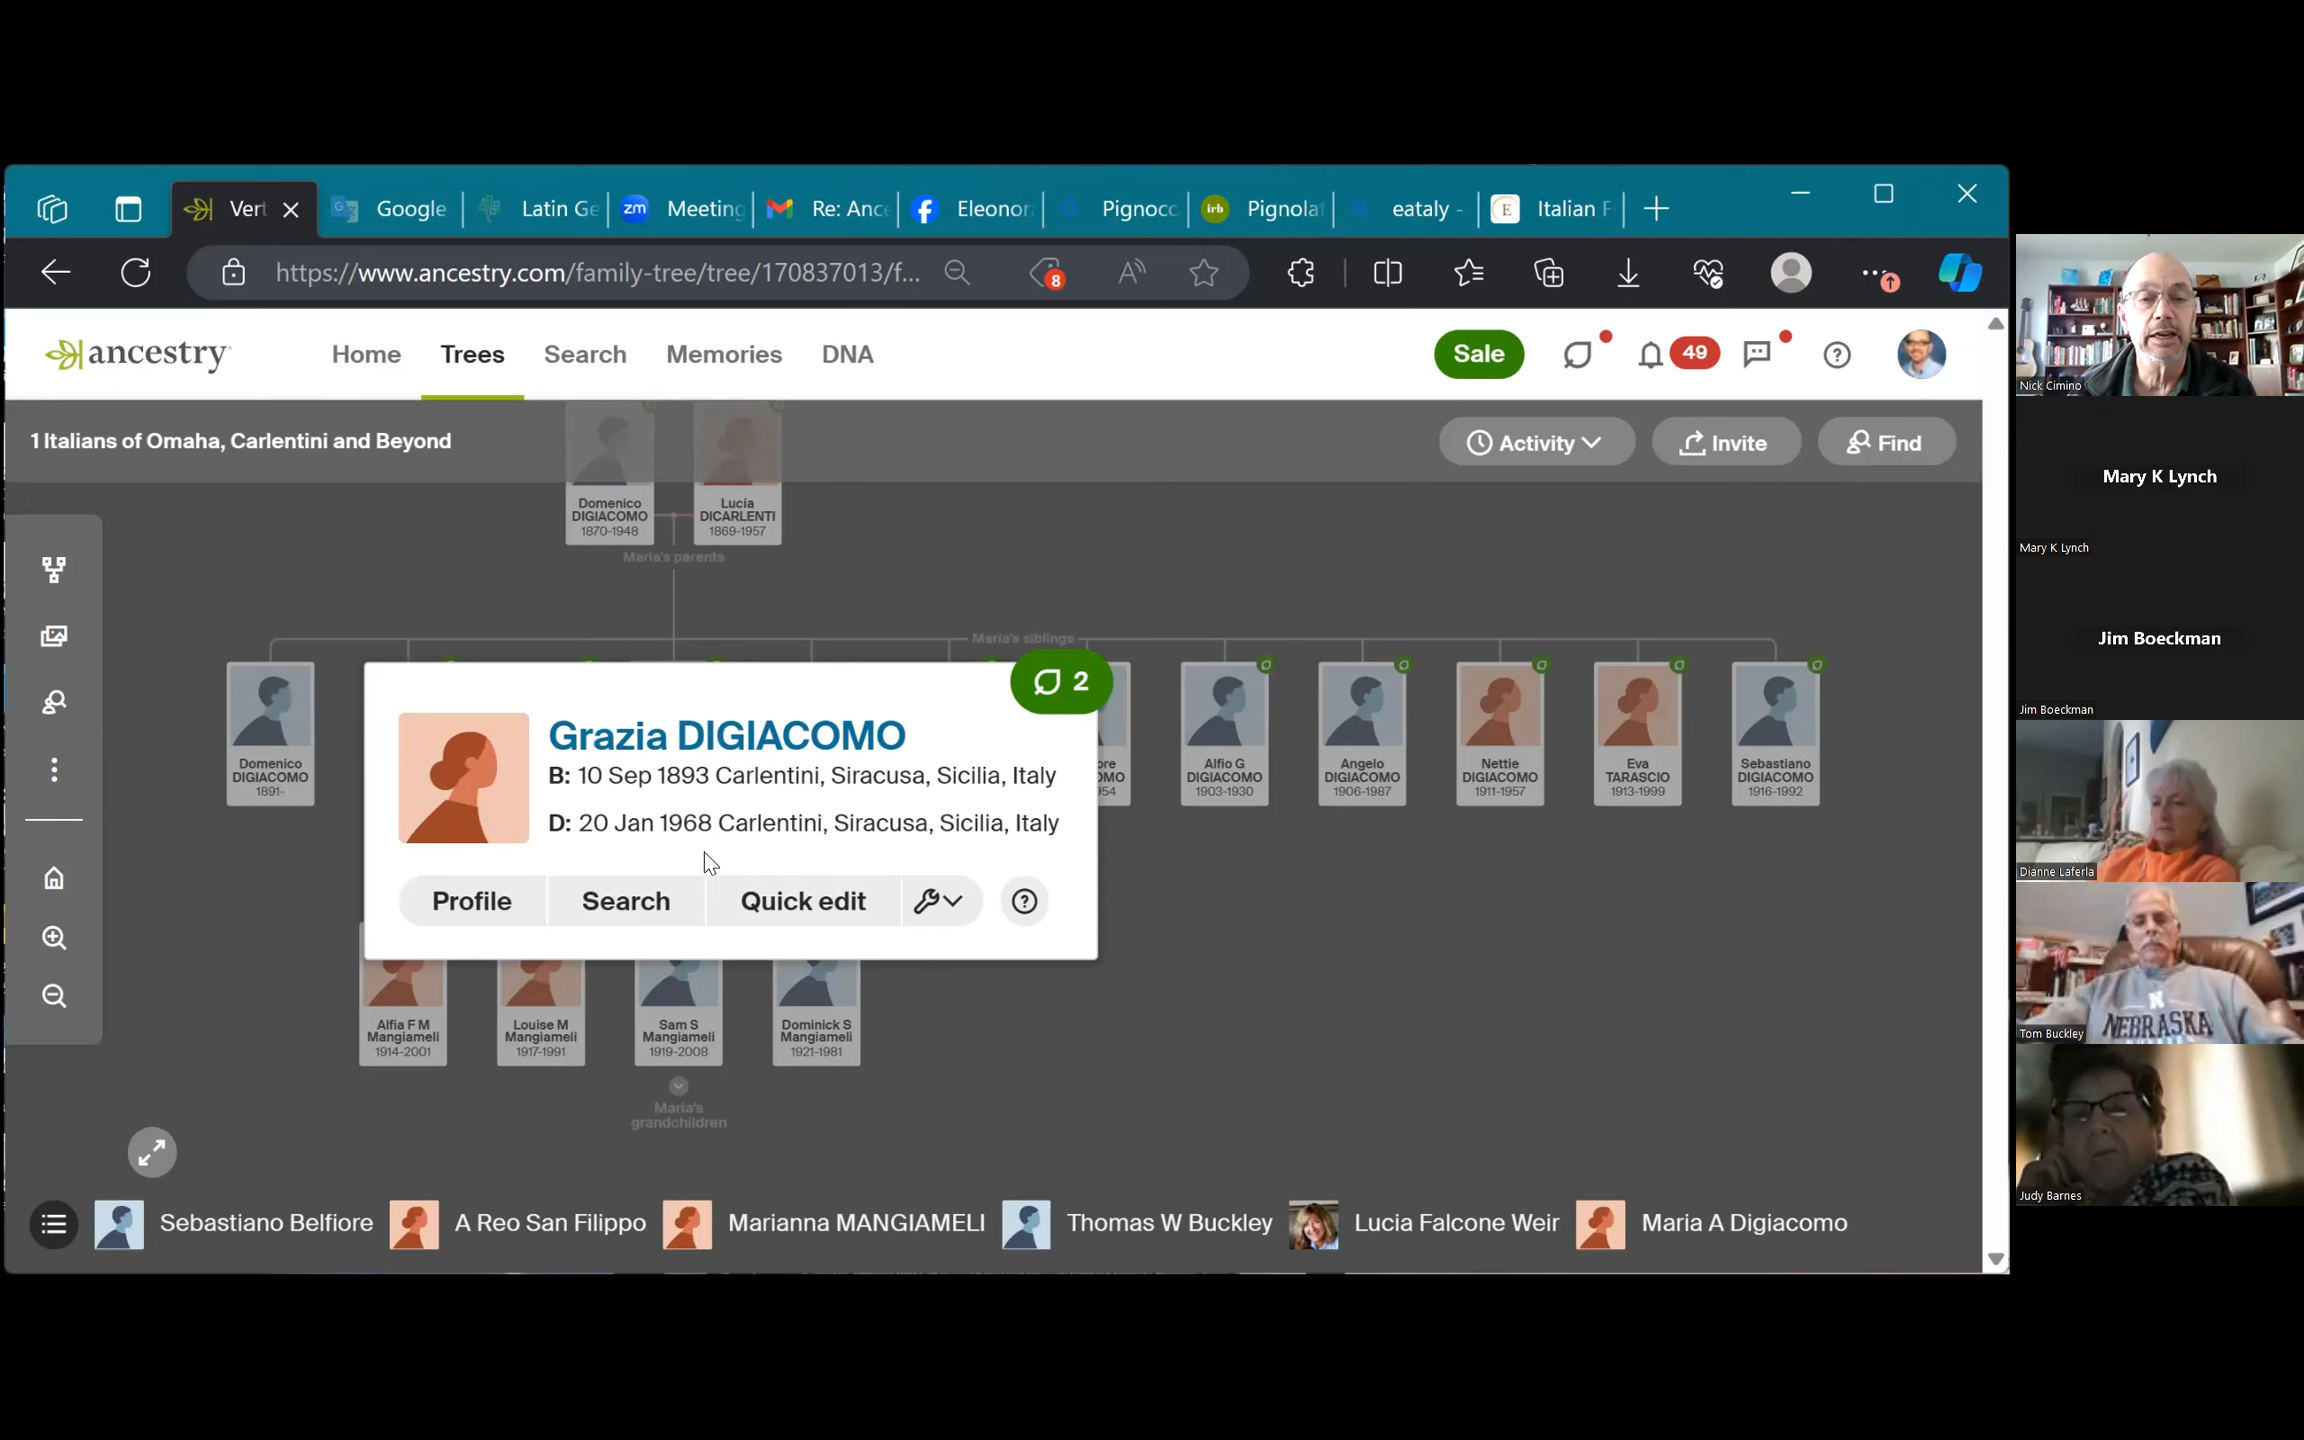 Vert
Google
Latin Ge
zm
Meeting
Re: Ance
Eleonor
Pignocc
irb
Pignolat
eataly -
E
Italian F
https://www.ancestry.com/family-tree/tree/170837013/f...
8
ancestry
Home
Trees
Search
Memories
DNA
Sale
49
1 Italians of Omaha, Carlentini and Beyond
Activity
Invite
Find
Domenico
DIGIACOMO
1870-1948
Lucia
DICARLENTI
1869-1957
Maria's parents
Maria's siblings
Domenico
DIGIACOMO
1891-
2
Grazia DIGIACOMO
B: 10 Sep 1893 Carlentini, Siracusa, Sicilia, Italy
D: 20 Jan 1968 Carlentini, Siracusa, Sicilia, Italy
Profile
Search
Quick edit
ore
OMO
954
Alfio G
DIGIACOMO
1903-1930
Angelo
DIGIACOMO
1906-1987
Nettie
DIGIACOMO
1911-1957
Eva
TARASCIO
1913-1999
Sebastiano
DIGIACOMO
1916-1992
Alfia F M
Mangiameli
1914-2001
Louise M
Mangiameli
1917-1991
Sam S
Mangiameli
1919-2008
Dominick S
Mangiameli
1921-1981
Maria's
grandchildren
Sebastiano Belfiore
A Reo San Filippo
Marianna MANGIAMELI
Thomas W Buckley
Lucia Falcone Weir
Maria A Digiacomo
Nick Cimino
Mary K Lynch
Mary K Lynch
Jim Boeckman
Jim Boeckman
Dianne Laferla
N
NEBRASKA
Tom Buckley
Judy Barnes